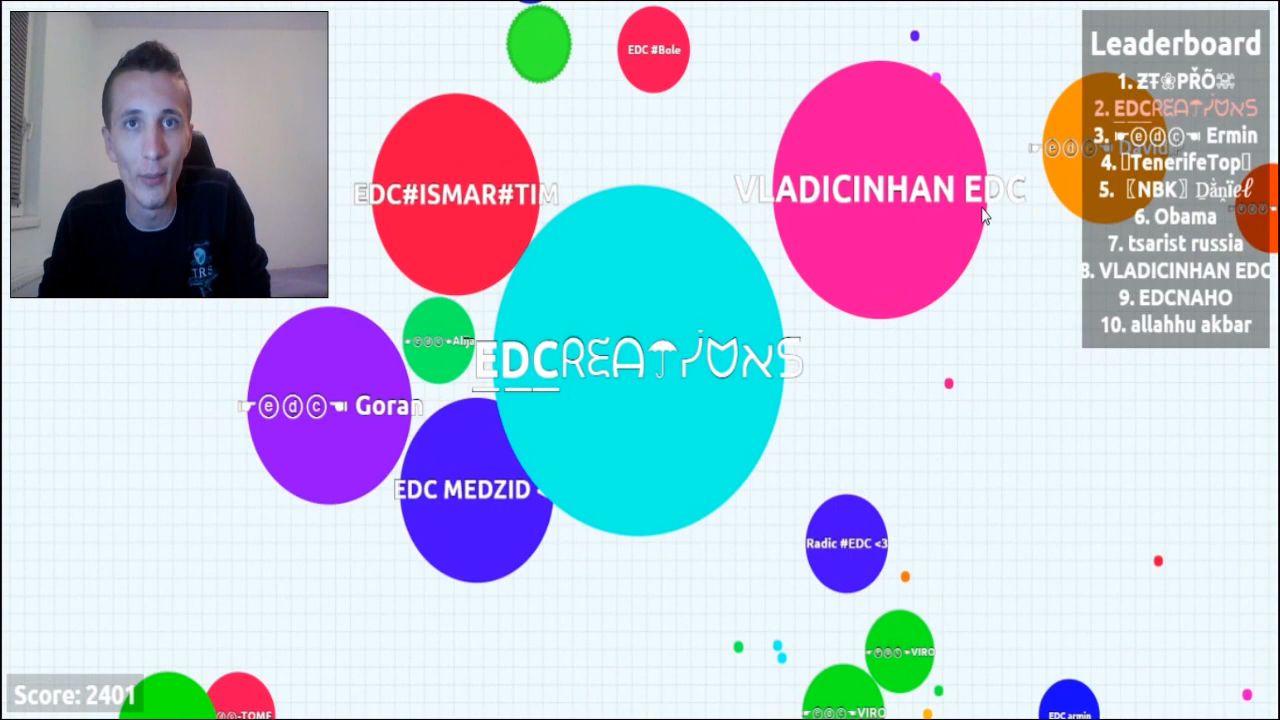 EDC #Bole
EDC#ISMAR#TIM
VLADICINHAN EDC
EDCREATIONS
☛ⓔⓓⓒ☚ Goran
EDC MEDZID <
Radic #EDC <3
☛ⓔⓓⓒ☚VIRO
☛ⓔⓓⓒ☚VIRO
EDC armin
TRS
Leaderboard
2. EDCREATIONS
3. ☛ⓔⓓⓒ☚ Ermin
4. TenerifeTop
5. 〖NBK〗Dànïeℓ
6. Obama
7. tsarist russia
8. VLADICINHAN EDC
9. EDCNAHO
10. allahhu akbar
Score: 2401